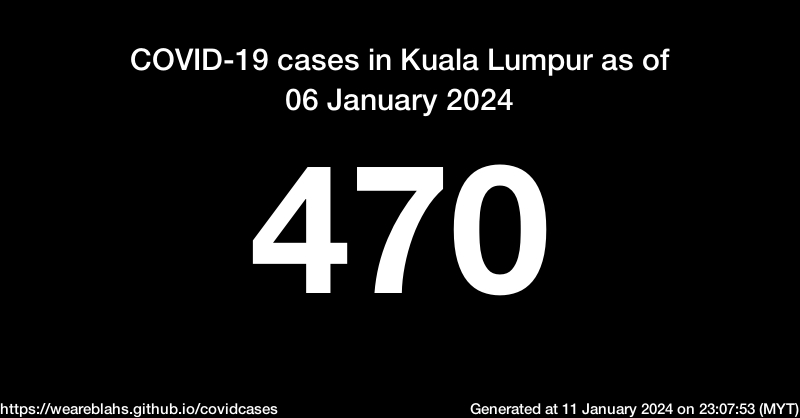 COVID-19 cases in Kuala Lumpur as of
06 January 2024
470
https://weareblahs.github.io/covidcases
Generated at 11 January 2024 on 23:07:53 (MYT)